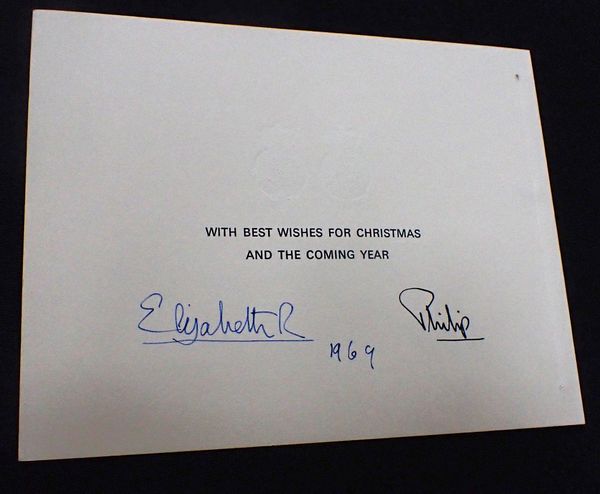 WITH BEST WISHES FOR CHRISTMAS
AND THE COMING YEAR
Elizabeth R
Philip
1969